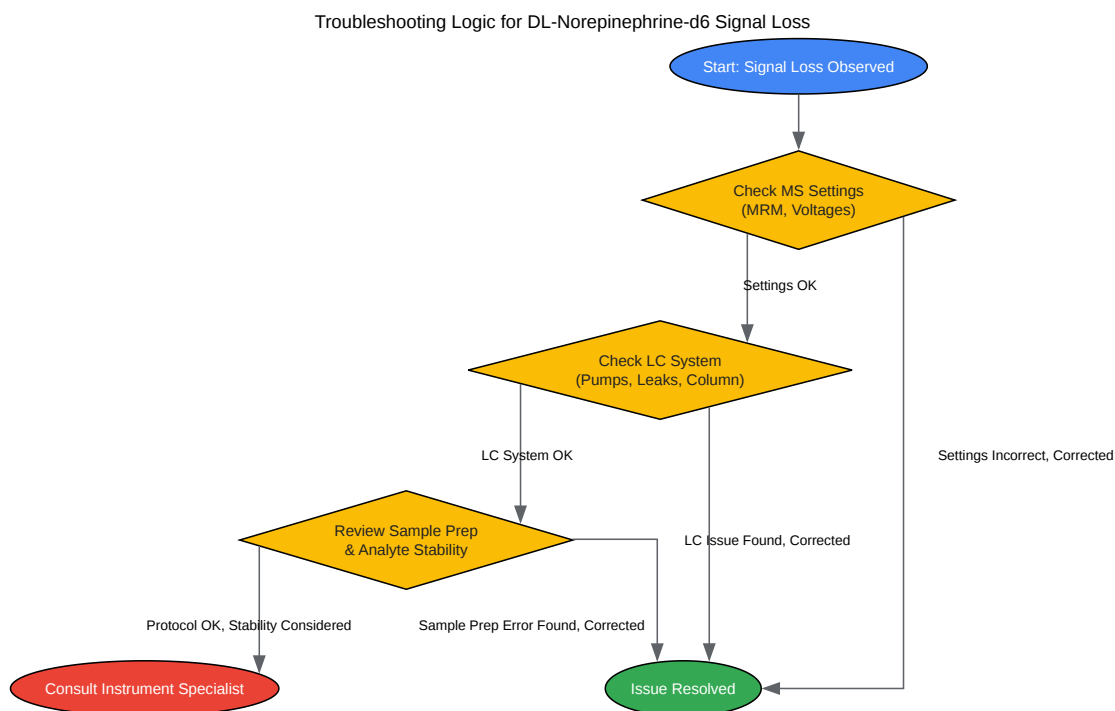 Troubleshooting Logic for DL-Norepinephrine-d6 Signal Loss
Start: Signal Loss Observed
Check MS Settings
(MRM, Voltages)
Settings OK
Check LC System
(Pumps, Leaks, Column)
LC System OK
Settings Incorrect, Corrected
Review Sample Prep
& Analyte Stability
LC Issue Found, Corrected
Protocol OK, Stability Considered
Sample Prep Error Found, Corrected
Consult Instrument Specialist
Issue Resolved